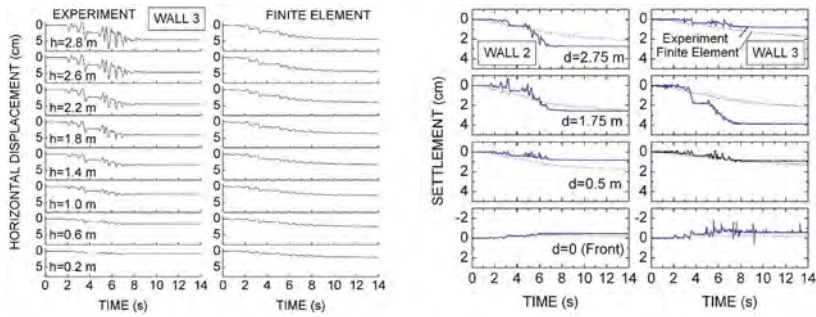 EXPERIMENT
WALL 3
FINITE ELEMENT
HORIZONTAL DISPLACEMENT (cm)
0
5
h=2.8 m
0
5
h=2.6 m
0
5
h=2.2 m
0
5
h=1.8 m
0
5
h=1.4 m
0
5
h=1.0 m
0
5
h=0.6 m
0
5
h=0.2 m
0 2 4 6 8 10 12 14
0 2 4 6 8 10 12 14
TIME (s)
TIME (s)
SETTLEMENT (cm)
0
2
4
WALL 2
d=2.75 m
Experiment
Finite Element
WALL 3
0
2
4
d=1.75 m
0
2
4
d=0.5 m
-2
0
2
d=0 (Front)
0 2 4 6 8 10 12 14
0 2 4 6 8 10 12 14
TIME (s)
TIME (s)